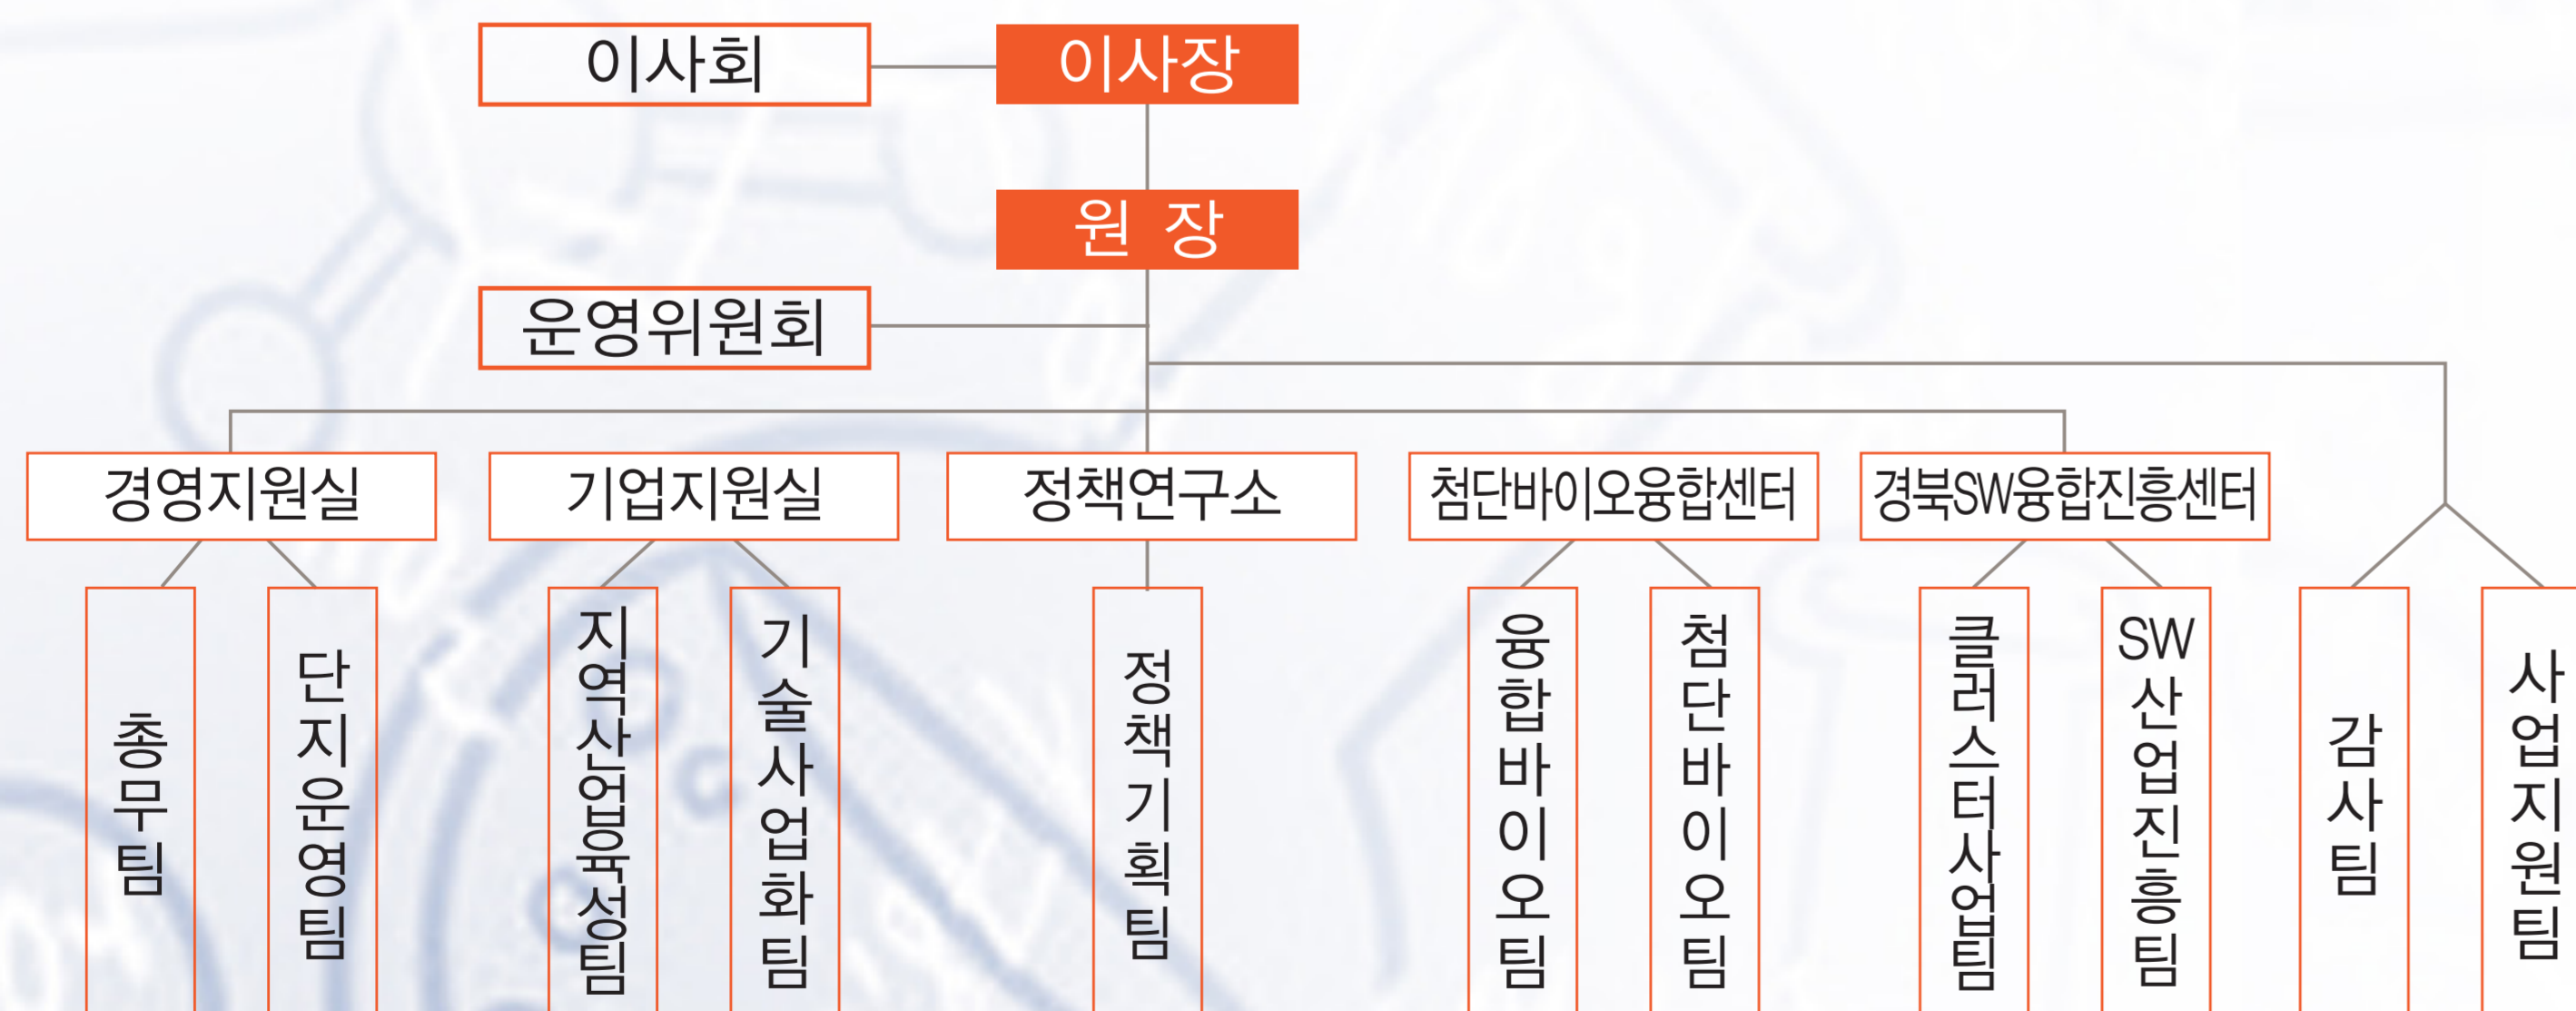 이사회
이사장
원 장
운영위원회
경영지원실
기업지원실
정책연구소
첨단바이오융합센터
경북SW융합진흥센터
총무팀
단지운영팀
지역산업육성팀
기술사업화팀
정책기획팀
융합바이오팀
첨단바이오팀
클러스터사업팀
SW산업진흥팀
감사팀
사업지원팀